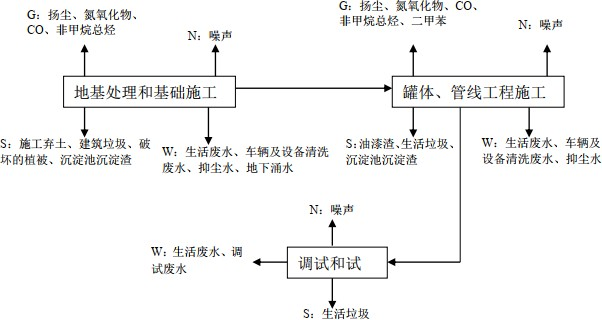 G：扬尘、氮氧化物、
CO、非甲烷总烃
N：噪声
G：扬尘、氮氧化物、CO、
非甲烷总烃、二甲苯
N：噪声
地基处理和基础施工
罐体、管线工程施工
S：施工弃土、建筑垃圾、破
坏的植被、沉淀池沉淀渣
W：生活废水、车辆及设备清洗
废水、抑尘水、地下涌水
S:油漆渣、生活垃圾、
沉淀池沉淀渣
W：生活废水、车辆及
设备清洗废水、抑尘水
N：噪声
W：生活废水、调
试废水
调试和试
S：生活垃圾